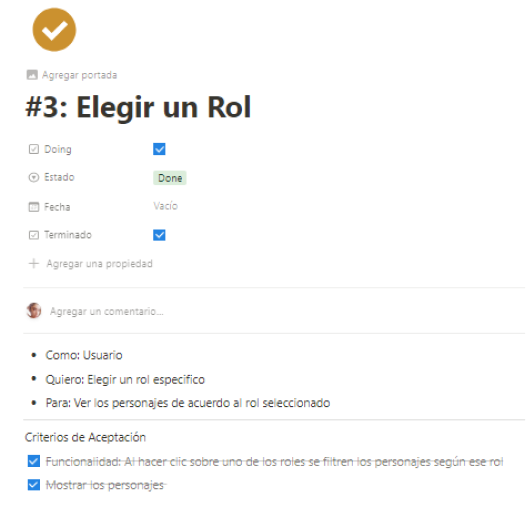 Agregar portada
#3: Elegir un Rol
Doing
Estado Done
Fecha Vacío
Terminado
Agregar una propiedad
Agregar un comentario...
Como: Usuario
Quiero: Elegir un rol especifico
Para: Ver los personajes de acuerdo al rol seleccionado
Criterios de Aceptación
Funcionalidad: Al hacer clic sobre uno de los roles se filtren los personajes según ese rol
Mostrar los personajes